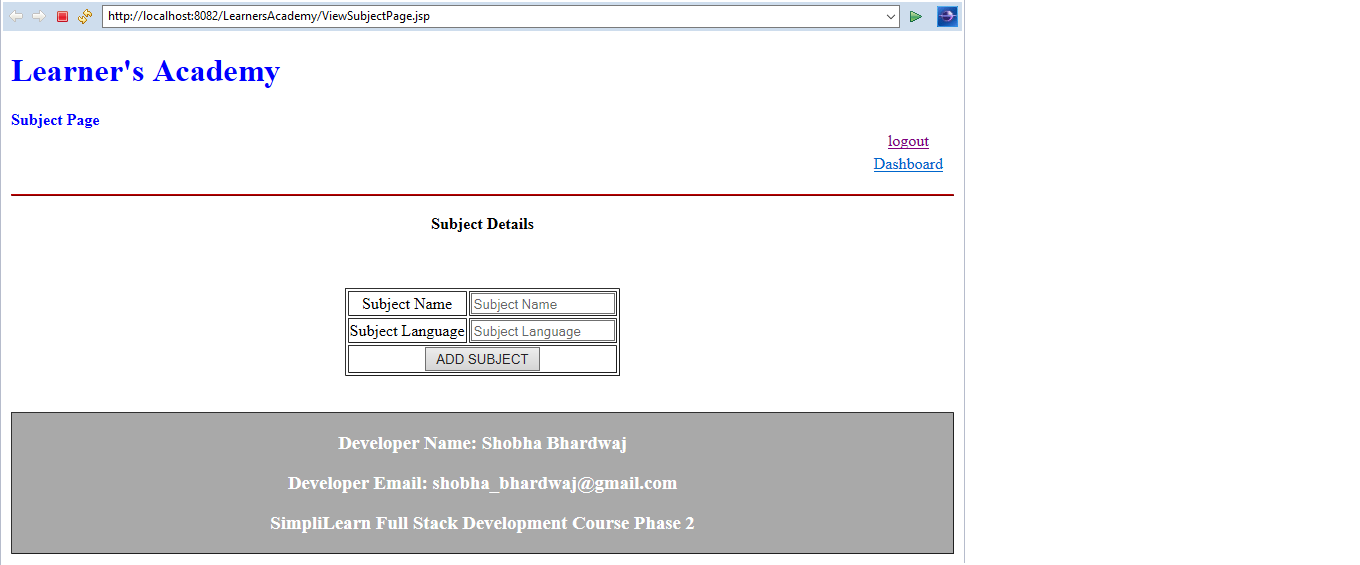 http://localhost:8082/LearnersAcademy/ViewSubjectPage.jsp
Learner's Academy
Subject Page
logout
Dashboard
Subject Details
Subject Name Subject Name
Subject Language Subject Language
ADD SUBJECT
Developer Name: Shobha Bhardwaj
Developer Email: shobha_bhardwaj@gmail.com
SimpliLearn Full Stack Development Course Phase 2